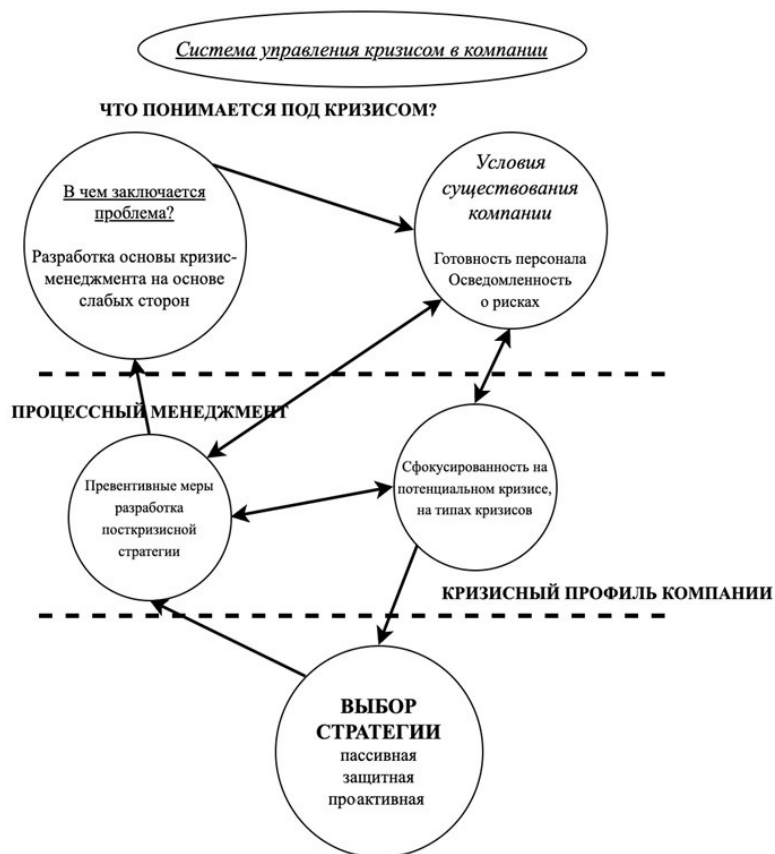 Система управления кризисом в компании
ЧТО ПОНИМАЕТСЯ ПОД КРИЗИСОМ?
В чем заключается
проблема?
Разработка основы кризис-
менеджмента на основе
слабых сторон
Условия
существования
компании
Готовность персонала
Осведомленность
о рисках
ПРОЦЕССНЫЙ МЕНЕДЖМЕНТ
Превентивные меры
разработка
посткризисной
стратегии
Сфокусированность на
потенциальном кризисе,
на типах кризисов
КРИЗИСНЫЙ ПРОФИЛЬ КОМПАНИИ
ВЫБОР
СТРАТЕГИИ
пассивная
защитная
проактивная